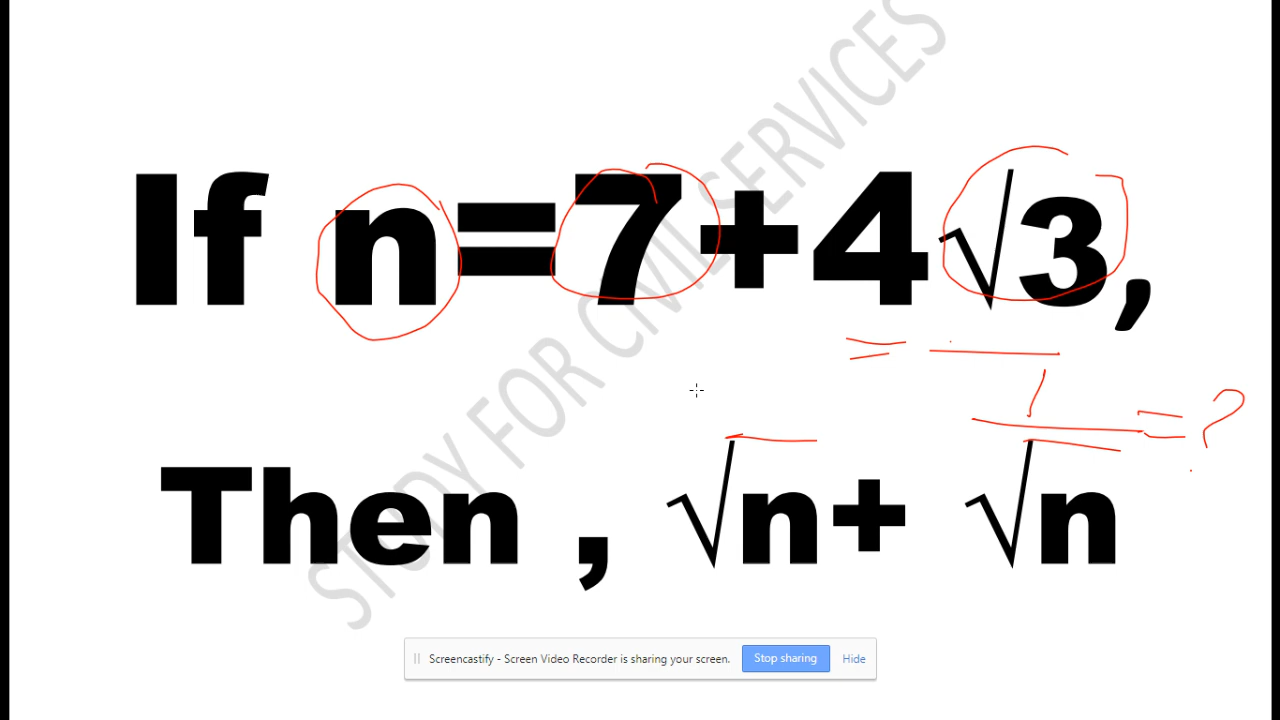 STUDY FOR CIVIL SERVICES
If n=7+4√3,
=
1
= ?
Then , √n+ √n
Screencastify - Screen Video Recorder is sharing your screen.
Stop sharing
Hide